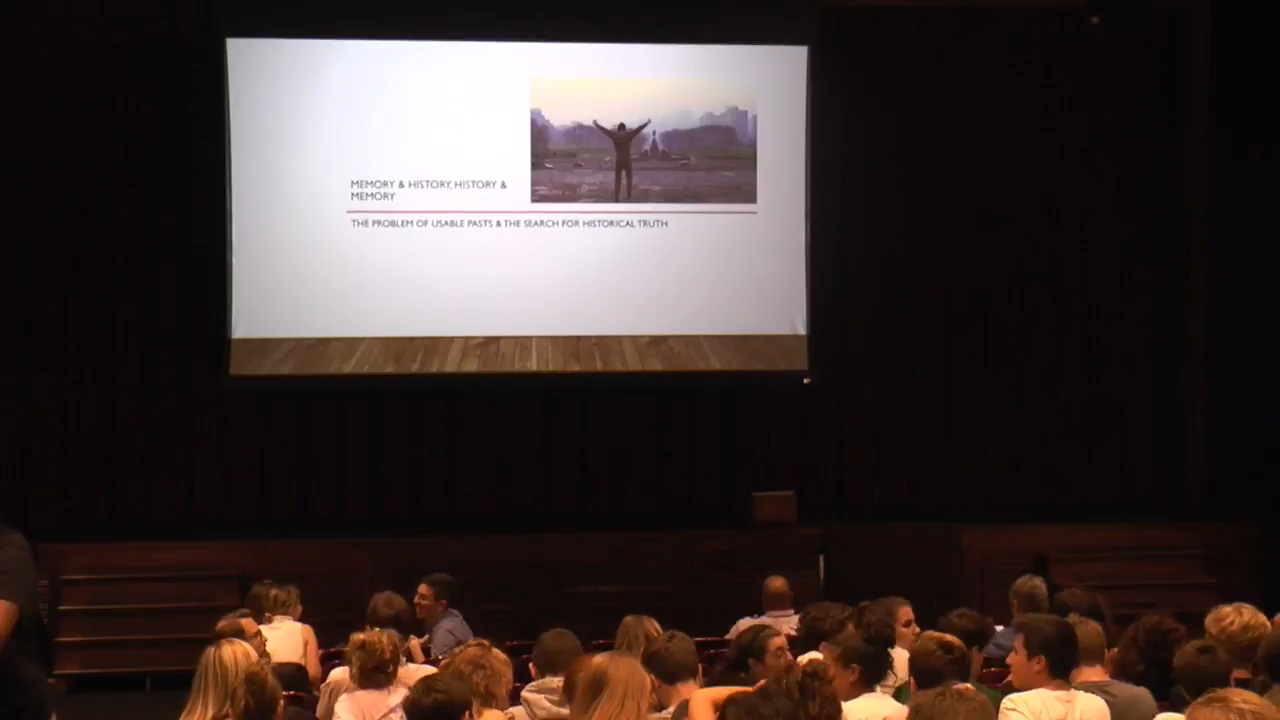 MEMORY & HISTORY, HISTORY &
MEMORY
THE PROBLEM OF USABLE PASTS & THE SEARCH FOR HISTORICAL TRUTH